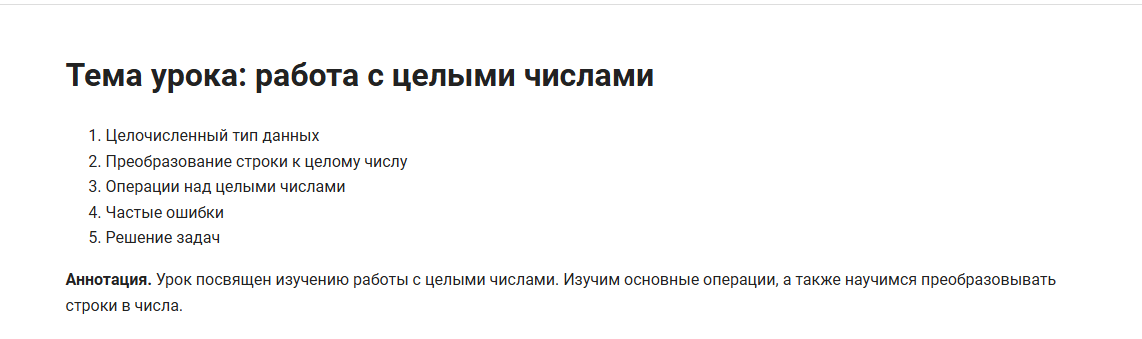 Тема урока: работа с целыми числами
1. Целочисленный тип данных
2. Преобразование строки к целому числу
3. Операции над целыми числами
4. Частые ошибки
5. Решение задач
Аннотация. Урок посвящен изучению работы с целыми числами. Изучим основные операции, а также научимся преобразовывать
строки в числа.